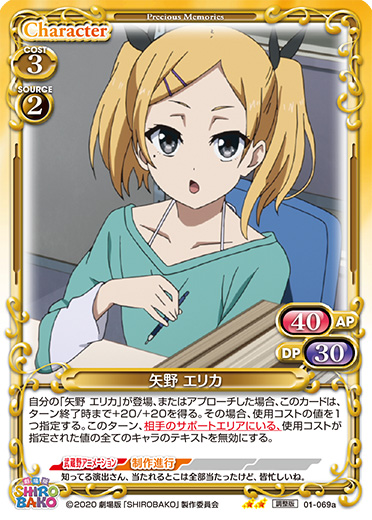 Precious Memories
Character
COST
3
SOURCE
2
40 AP
DP 30
矢野 エリカ
自分の「矢野 エリカ」が登場、またはアプローチした場合、このカードは、
ターン終了時まで+20/+20を得る。その場合、使用コストの値を1
つ指定する。このターン、相手のサポートエリアにいる、使用コスト
が指定された値の全てのキャラのテキストを無効にする。
武蔵野アニメーション 制作進行
知ってる演出さん、当たれるとこは全部当たったけど、皆忙しいね。
劇場版
SHIRO
BAKO
★★ 調整版 01-069a
©2020 劇場版「SHIROBAKO」製作委員会